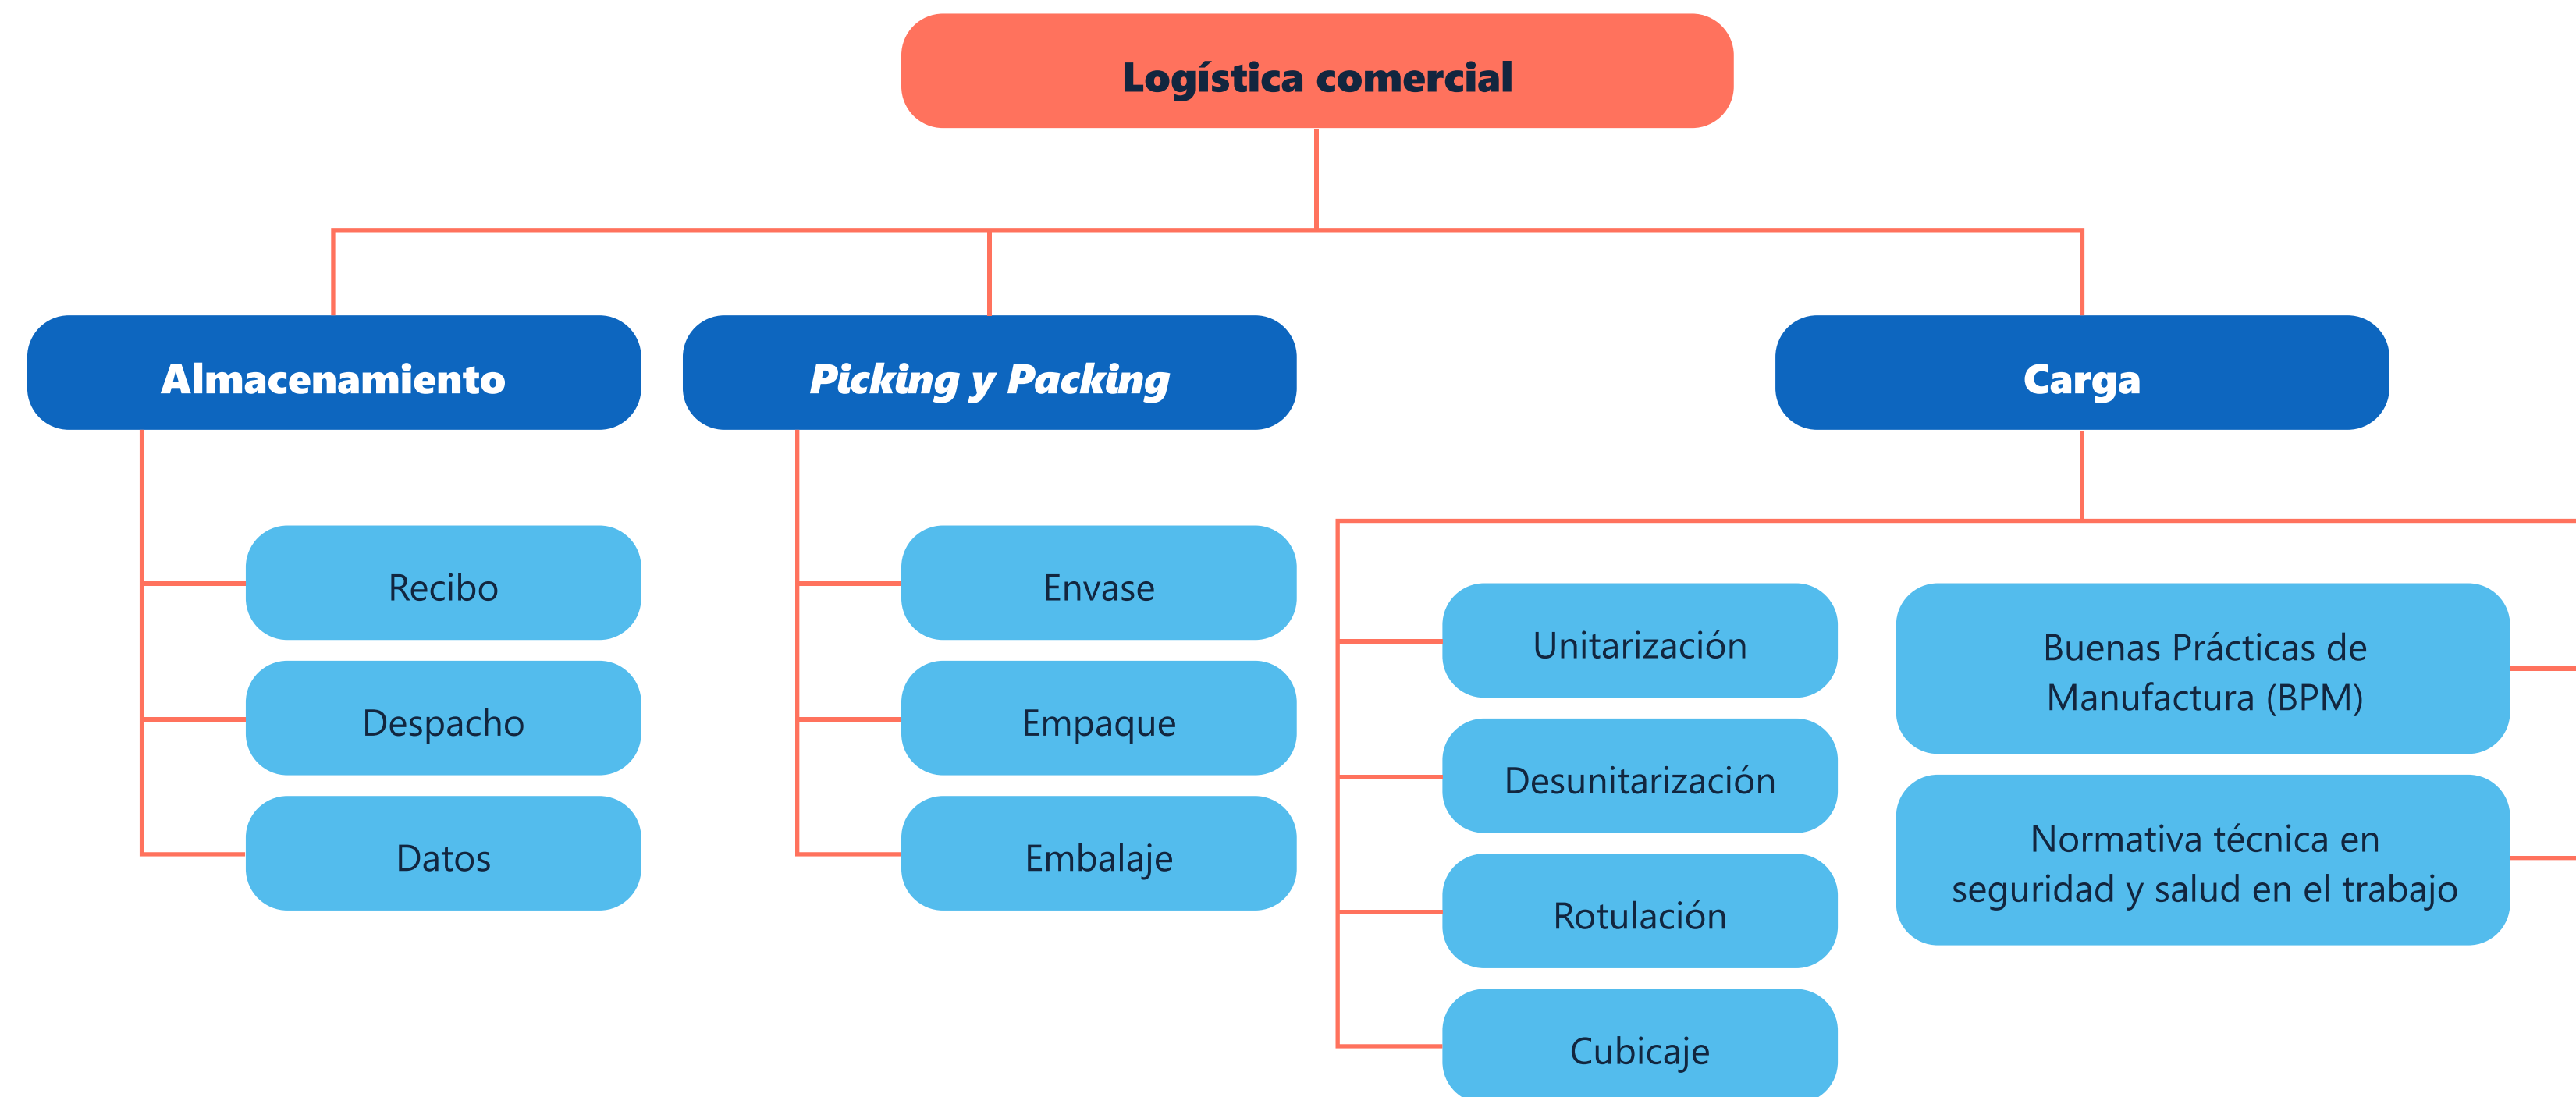 Logística comercial
Almacenamiento
Picking y Packing
Carga
Recibo
Despacho
Datos
Envase
Empaque
Embalaje
Unitarización
Desunitarización
Rotulación
Cubicaje
Buenas Prácticas de
Manufactura (BPM)
Normativa técnica en
seguridad y salud en el trabajo